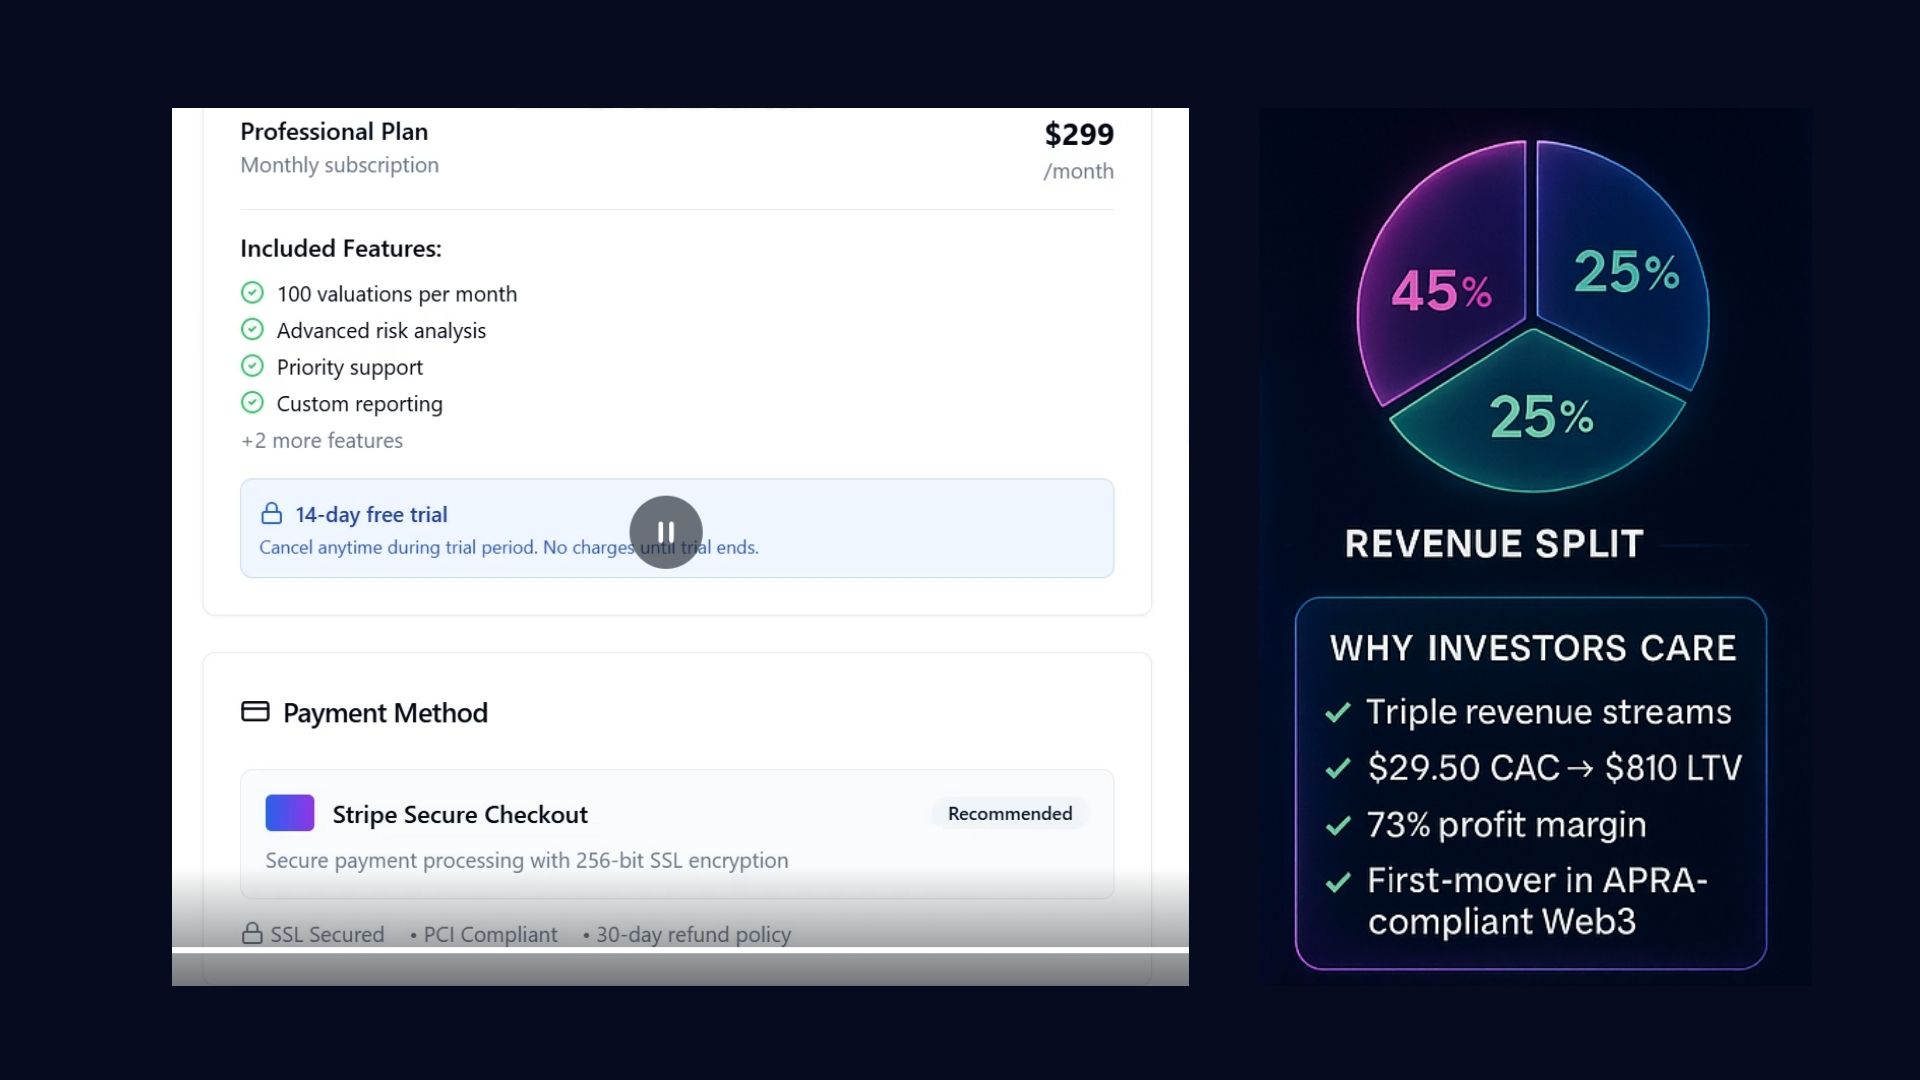 Professional Plan
$299
Monthly subscription
/month
Included Features:
100 valuations per month
Advanced risk analysis
Priority support
Custom reporting
+2 more features
14-day free trial
Cancel anytime during trial period. No charges until trial ends.
Payment Method
Stripe Secure Checkout
Recommended
Secure payment processing with 256-bit SSL encryption
SSL Secured • PCI Compliant • 30-day refund policy
45%
25%
25%
REVENUE SPLIT
WHY INVESTORS CARE
Triple revenue streams
$29.50 CAC → $810 LTV
73% profit margin
First-mover in APRA-
compliant Web3